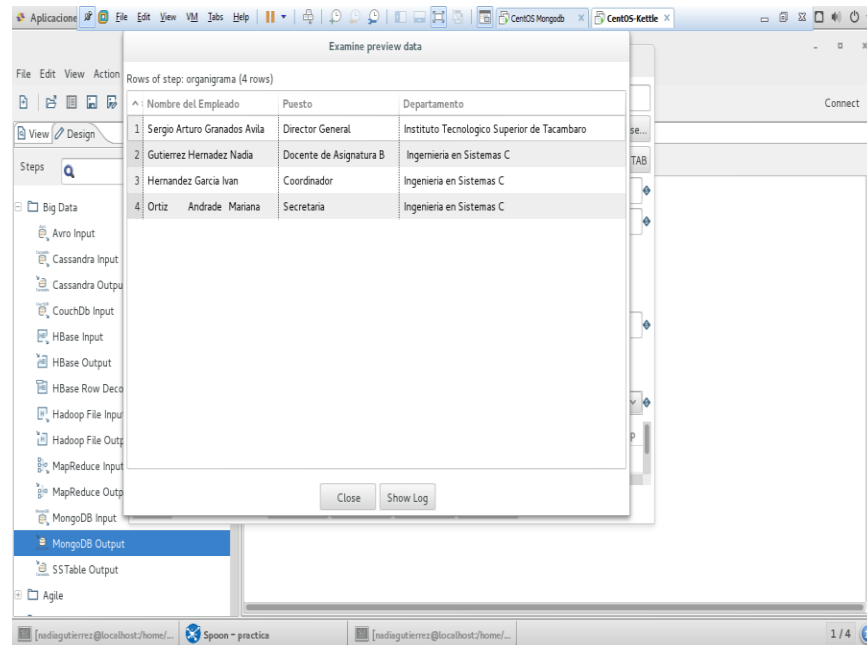 Aplicacione File Edit View VM Tabs Help CentOS Mongodb x CentOS-Kettle x
Examine preview data
File Edit View Action
Rows of step: organigrama (4 rows)
Connect
^ Nombre del Empleado Puesto Departamento
1 Sergio Arturo Granados Avila Director General Instituto Tecnologico Superior de Tacambaro
2 Gutierrez Hernadez Nadia Docente de Asignatura B Ingernieria en Sistemas C
3 Hernandez Garcia Ivan Coordinador Ingenieria en Sistemas C
4 Ortiz Andrade Mariana Secretaria Ingenieria en Sistemas C
View Design
se...
TAB
Steps
Big Data
Avro Input
Cassandra Input
Cassandra Outpu
CouchDb Input
HBase Input
HBase Output
HBase Row Deco
Hadoop File Inpu
Hadoop File Outp
p
MapReduce Input
MapReduce Outp
Close Show Log
MongoDB Input
MongoDB Output
SSTable Output
Agile
[nadiagutierrez@localhost:/home/... Spoon - practica [nadiagutierrez@localhost:/home/... 1 / 4